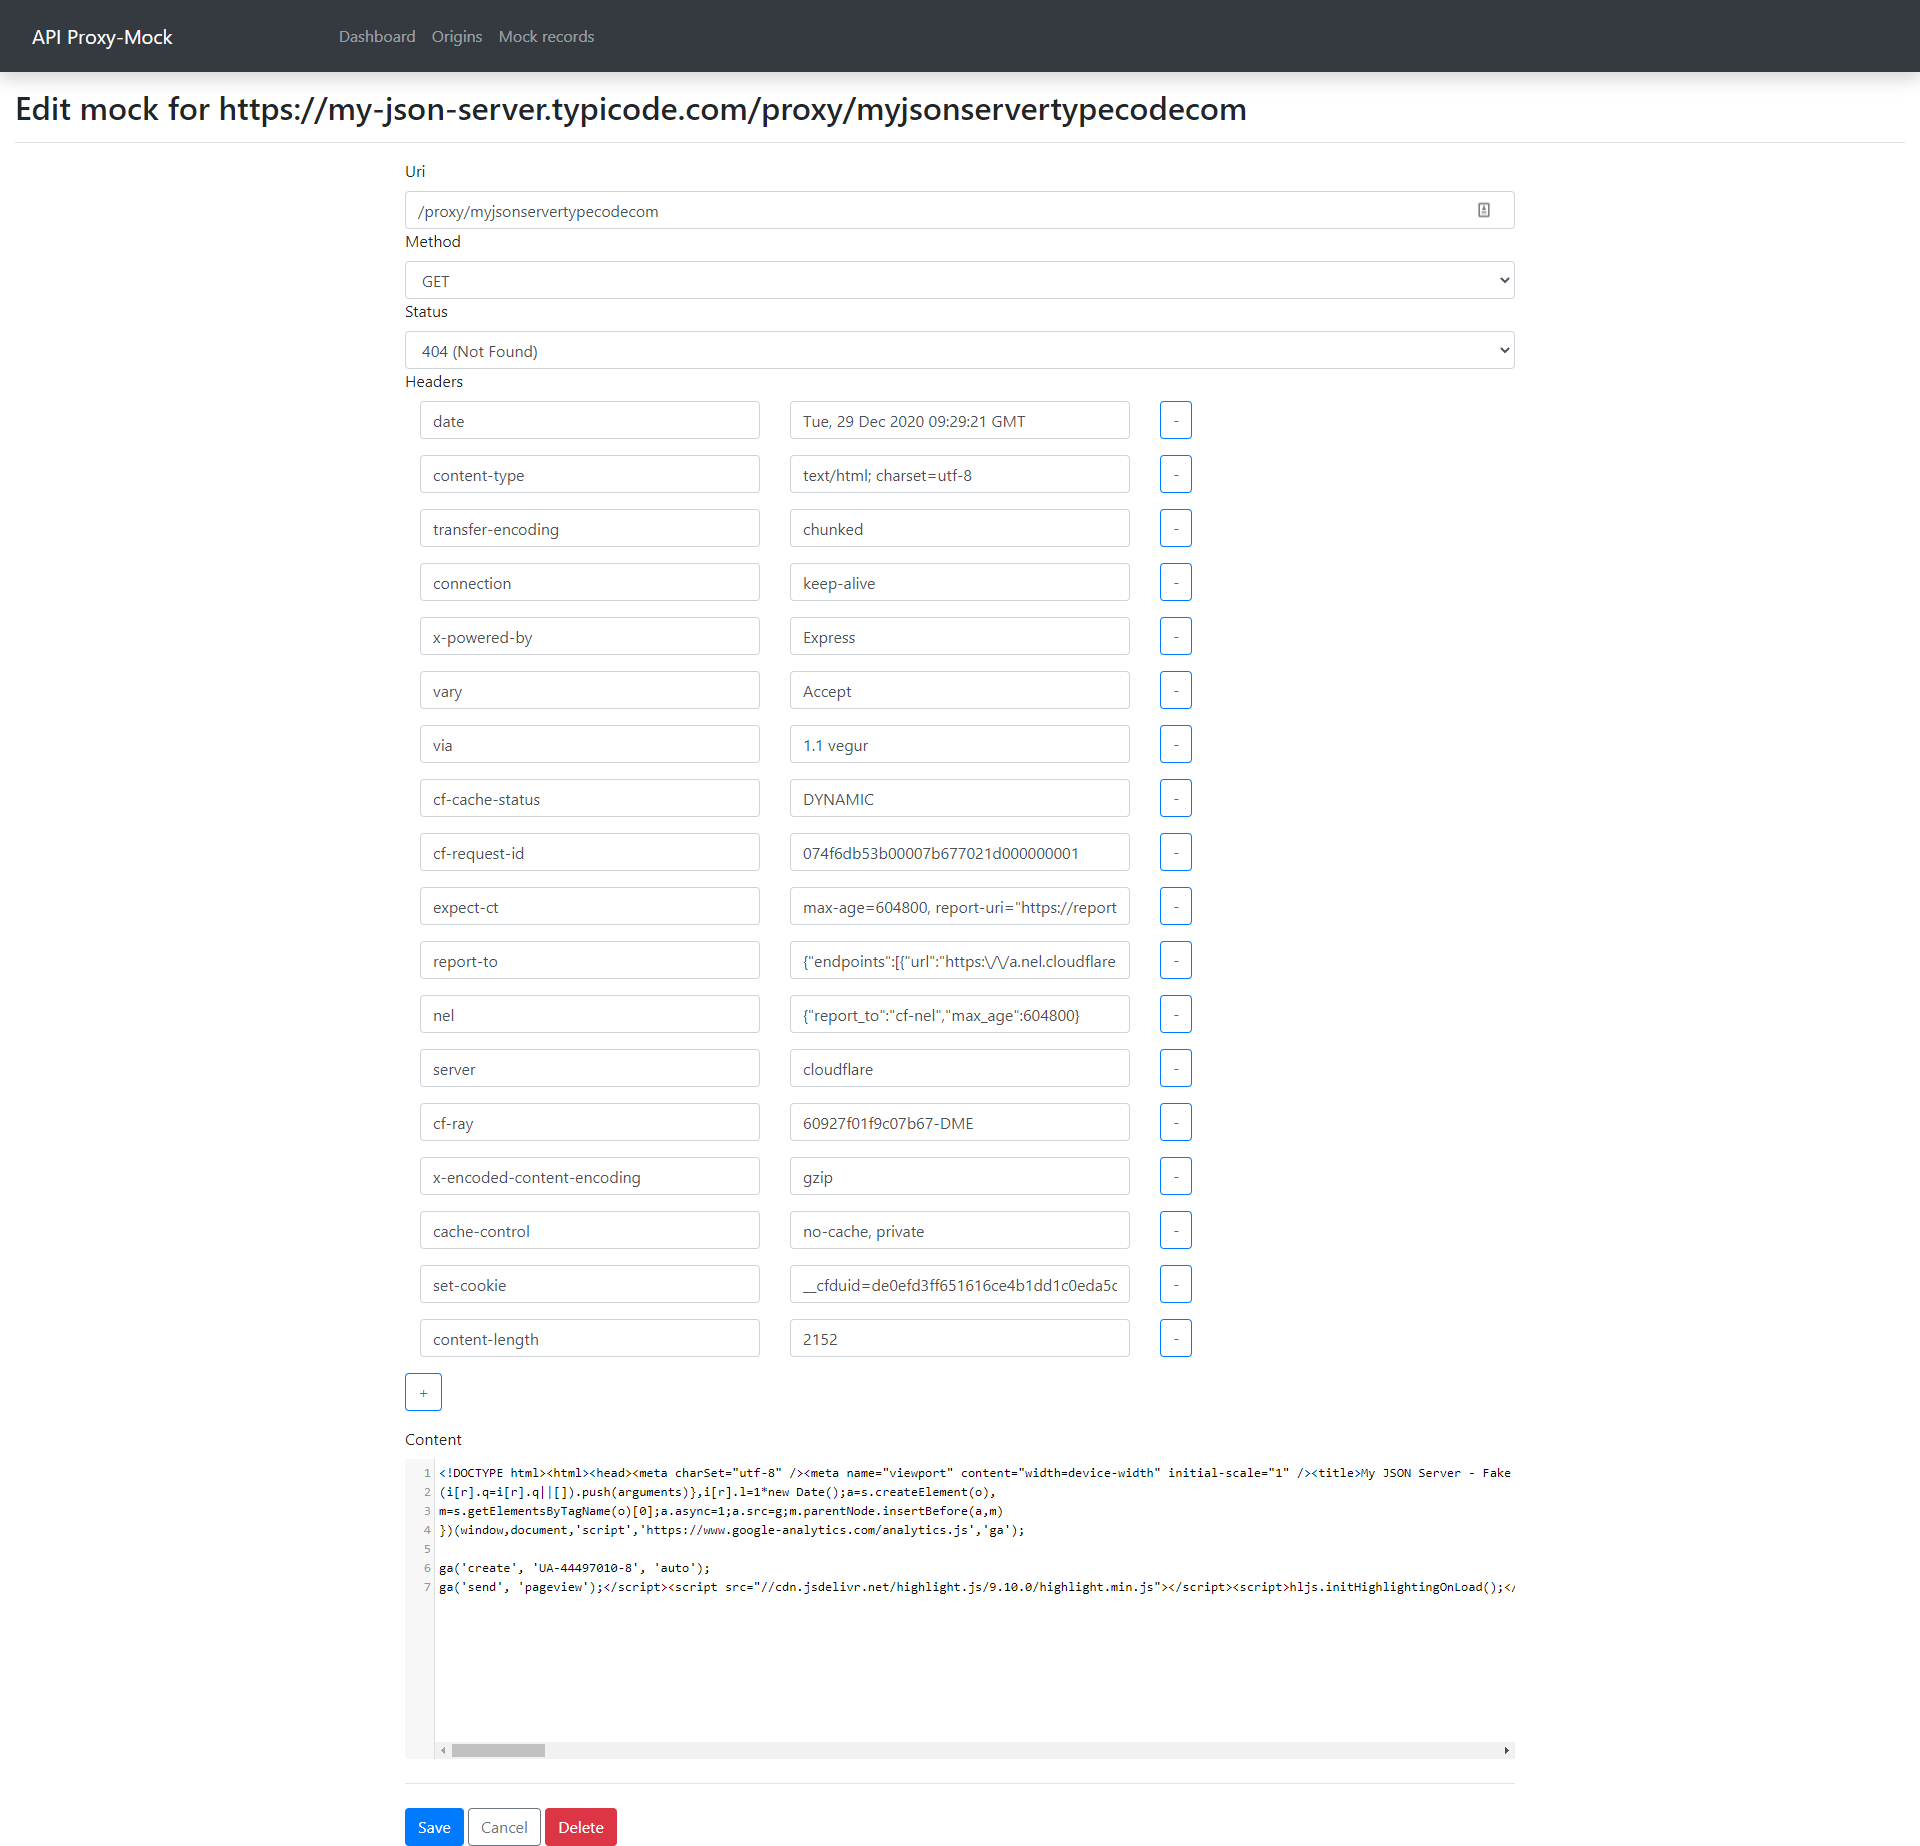 API Proxy-Mock Dashboard Origins Mock records
Edit mock for https://my-json-server.typicode.com/proxy/myjsonservertypecodecom
Uri
/proxy/myjsonservertypecodecom
Method
GET
Status
404 (Not Found)
Headers
date Tue, 29 Dec 2020 09:29:21 GMT -
content-type text/html; charset=utf-8 -
transfer-encoding chunked -
connection keep-alive -
x-powered-by Express -
vary Accept -
via 1.1 vegur -
cf-cache-status DYNAMIC -
cf-request-id 074f6db53b00007b677021d000000001 -
expect-ct max-age=604800, report-uri="https://report -
report-to {"endpoints":[{"url":"https:\/\/a.nel.cloudflare -
nel {"report_to":"cf-nel","max_age":604800} -
server cloudflare -
cf-ray 60927f01f9c07b67-DME -
x-encoded-content-encoding gzip -
cache-control no-cache, private -
set-cookie __cfduid=de0efd3ff651616ce4b1dd1c0eda5c -
content-length 2152 -
+
Content
1 <!DOCTYPE html><html><head><meta charSet="utf-8" /><meta name="viewport" content="width=device-width" initial-scale="1" /><title>My JSON Server - Fake
2 (i[r].q=i[r].q||[]).push(arguments)},i[r].l=1*new Date();a=s.createElement(o),
3 m=s.getElementsByTagName(o)[0];a.async=1;a.src=g;m.parentNode.insertBefore(a,m)
4 })(window,document,'script','https://www.google-analytics.com/analytics.js','ga');
5
6 ga('create', 'UA-44497010-8', 'auto');
7 ga('send', 'pageview');</script><script src="//cdn.jsdelivr.net/highlight.js/9.10.0/highlight.min.js"></script><script>hljs.initHighlightingOnLoad();</
Save Cancel Delete